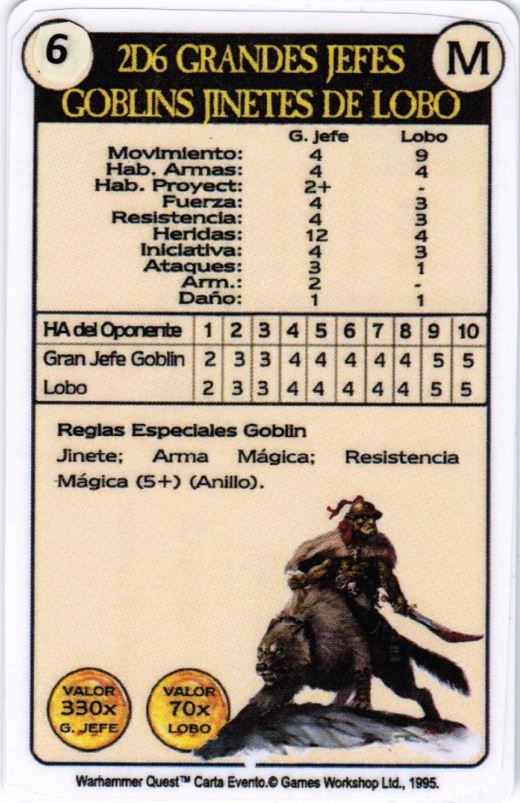 6
M
2D6 GRANDES JEFES
GOBLINS JINETES DE LOBO
G. Jefe Lobo
Movimiento: 4 9
Hab. Armas: 4 4
Hab. Proyect: 2+ -
Fuerza: 4 3
Resistencia: 4 3
Heridas: 12 4
Iniciativa: 4 3
Ataques: 3 1
Arm.: 2 -
Daño: 1 1
HA del Oponente 1 2 3 4 5 6 7 8 9 10
Gran Jefe Goblin 2 3 3 4 4 4 4 4 5 5
Lobo 2 3 3 4 4 4 4 4 5 5
Reglas Especiales Goblin
Jinete; Arma Mágica; Resistencia
Mágica (5+) (Anillo).
VALOR
330x
G. JEFE
VALOR
70x
LOBO
Warhammer Quest™ Carta Evento.© Games Workshop Ltd., 1995.